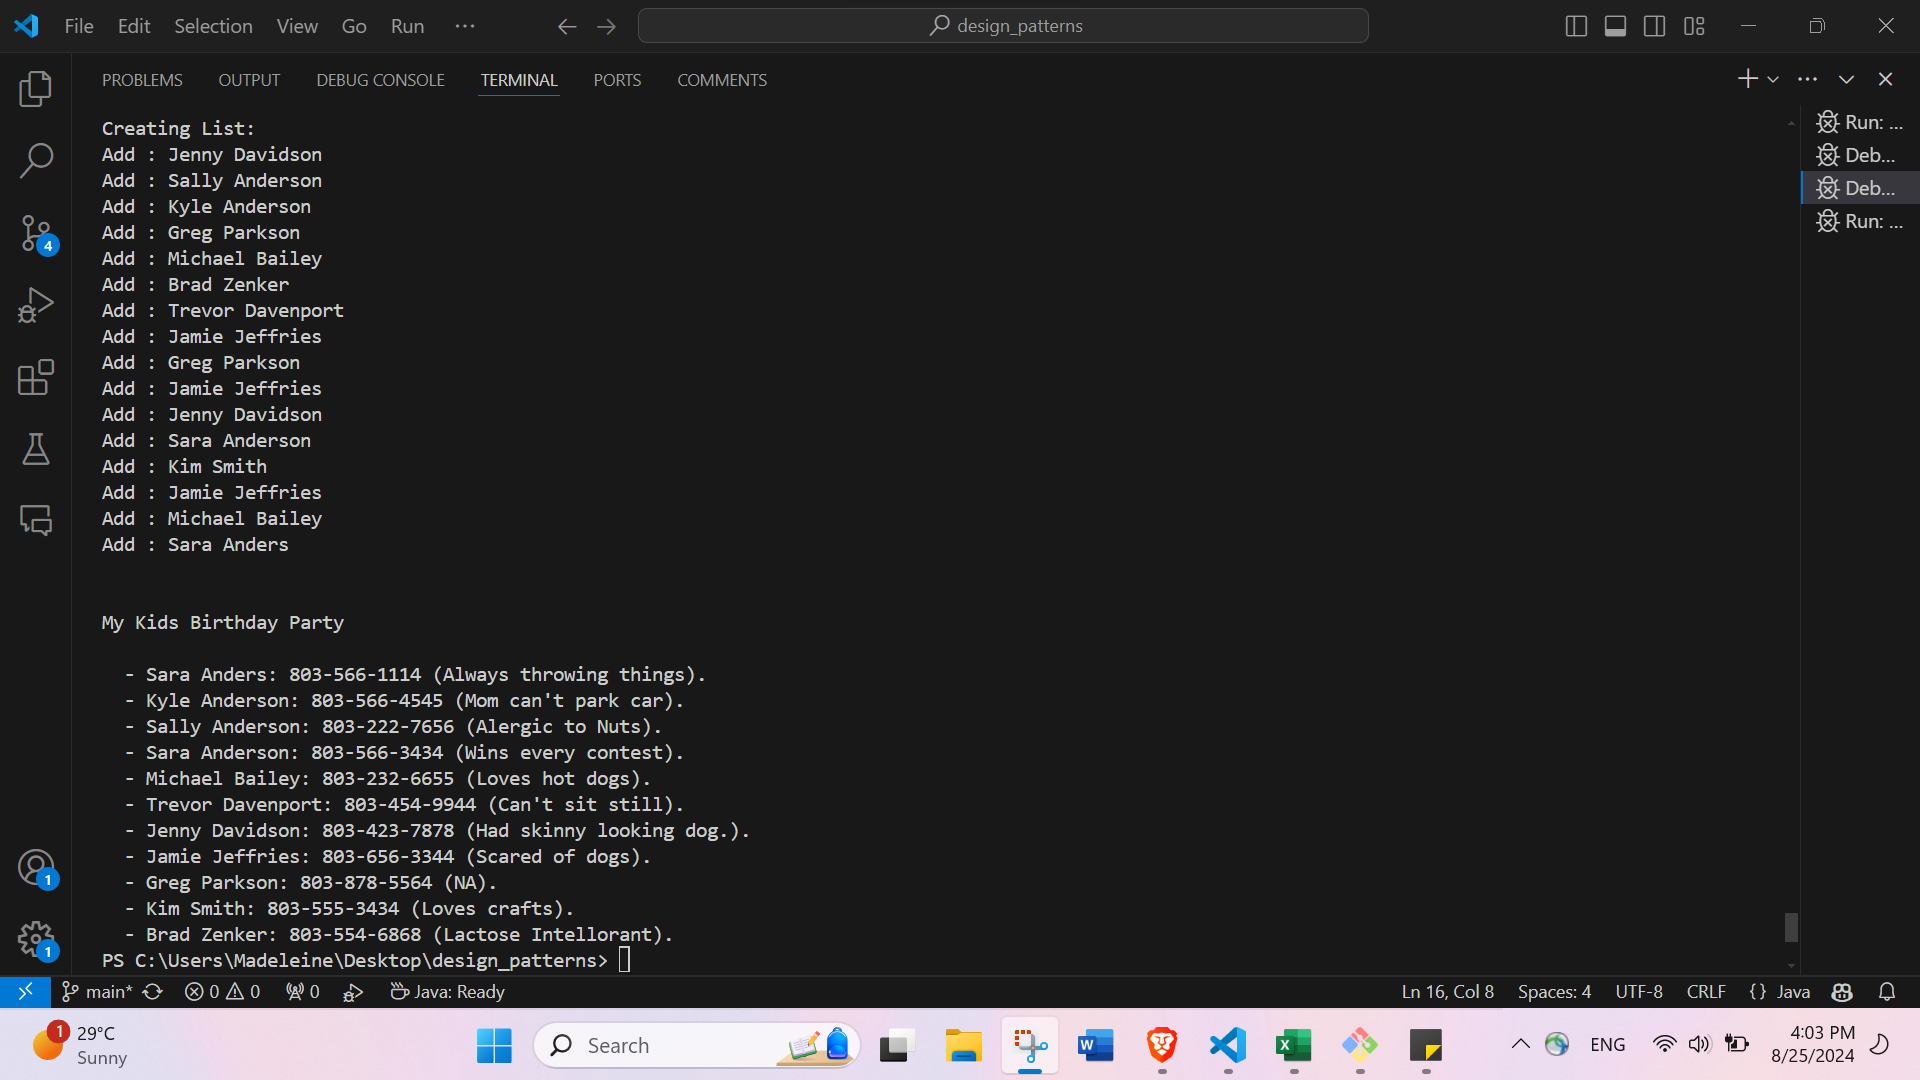 File Edit Selection View Go Run ··· design_patterns
PROBLEMS OUTPUT DEBUG CONSOLE TERMINAL PORTS COMMENTS
Creating List:
Add : Jenny Davidson
Add : Sally Anderson
Add : Kyle Anderson
Add : Greg Parkson
Add : Michael Bailey
Add : Brad Zenker
Add : Trevor Davenport
Add : Jamie Jeffries
Add : Greg Parkson
Add : Jamie Jeffries
Add : Jenny Davidson
Add : Sara Anderson
Add : Kim Smith
Add : Jamie Jeffries
Add : Michael Bailey
Add : Sara Anders
My Kids Birthday Party
- Sara Anders: 803-566-1114 (Always throwing things).
- Kyle Anderson: 803-566-4545 (Mom can't park car).
- Sally Anderson: 803-222-7656 (Alergic to Nuts).
- Sara Anderson: 803-566-3434 (Wins every contest).
- Michael Bailey: 803-232-6655 (Loves hot dogs).
- Trevor Davenport: 803-454-9944 (Can't sit still).
- Jenny Davidson: 803-423-7878 (Had skinny looking dog.).
- Jamie Jeffries: 803-656-3344 (Scared of dogs).
- Greg Parkson: 803-878-5564 (NA).
- Kim Smith: 803-555-3434 (Loves crafts).
- Brad Zenker: 803-554-6868 (Lactose Intellorant).
PS C:\Users\Madeleine\Desktop\design_patterns>
Run: ...
Deb...
Deb...
Run: ...
4
1
1
main* 0 0 0 Java: Ready Ln 16, Col 8 Spaces: 4 UTF-8 CRLF {} Java
1 29°C
Sunny
Search
W
X
ENG
4:03 PM
8/25/2024